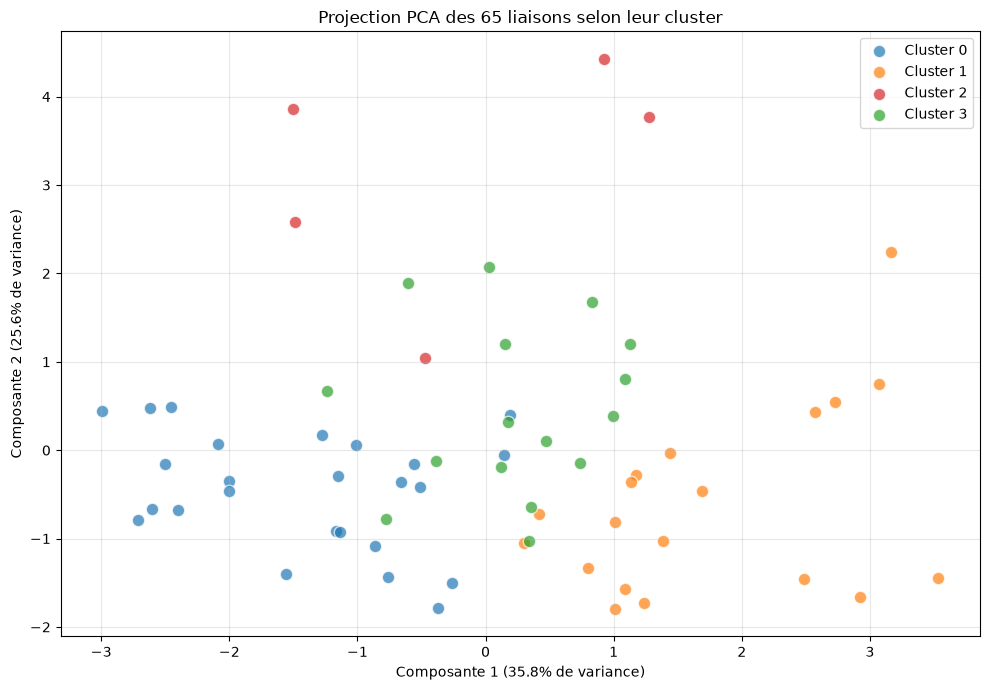 Projection PCA des 65 liaisons selon leur cluster
Cluster 0
Cluster 1
Cluster 2
Cluster 3
Composante 2 (25.6% de variance)
4
3
2
1
0
−1
−2
−3
−2
−1
0
1
2
3
Composante 1 (35.8% de variance)